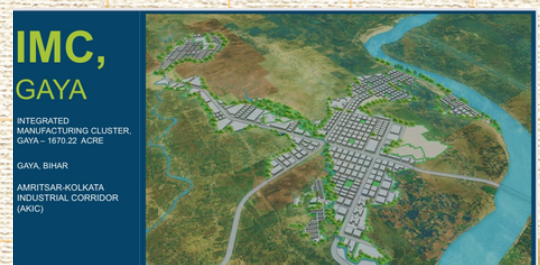 IMC,
GAYA
INTEGRATED
MANUFACTURING CLUSTER,
GAYA – 1670.22 ACRE
GAYA, BIHAR
AMRITSAR-KOLKATA
INDUSTRIAL CORRIDOR
(AKIC)